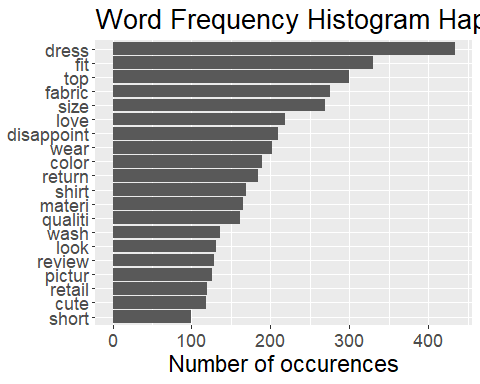 Word Frequency Histogram Hap
dress
fit
top
fabric
size
love
disappoint
wear
color
return
shirt
materi
qualiti
wash
look
review
pictur
retail
cute
short
0 100 200 300 400
Number of occurences